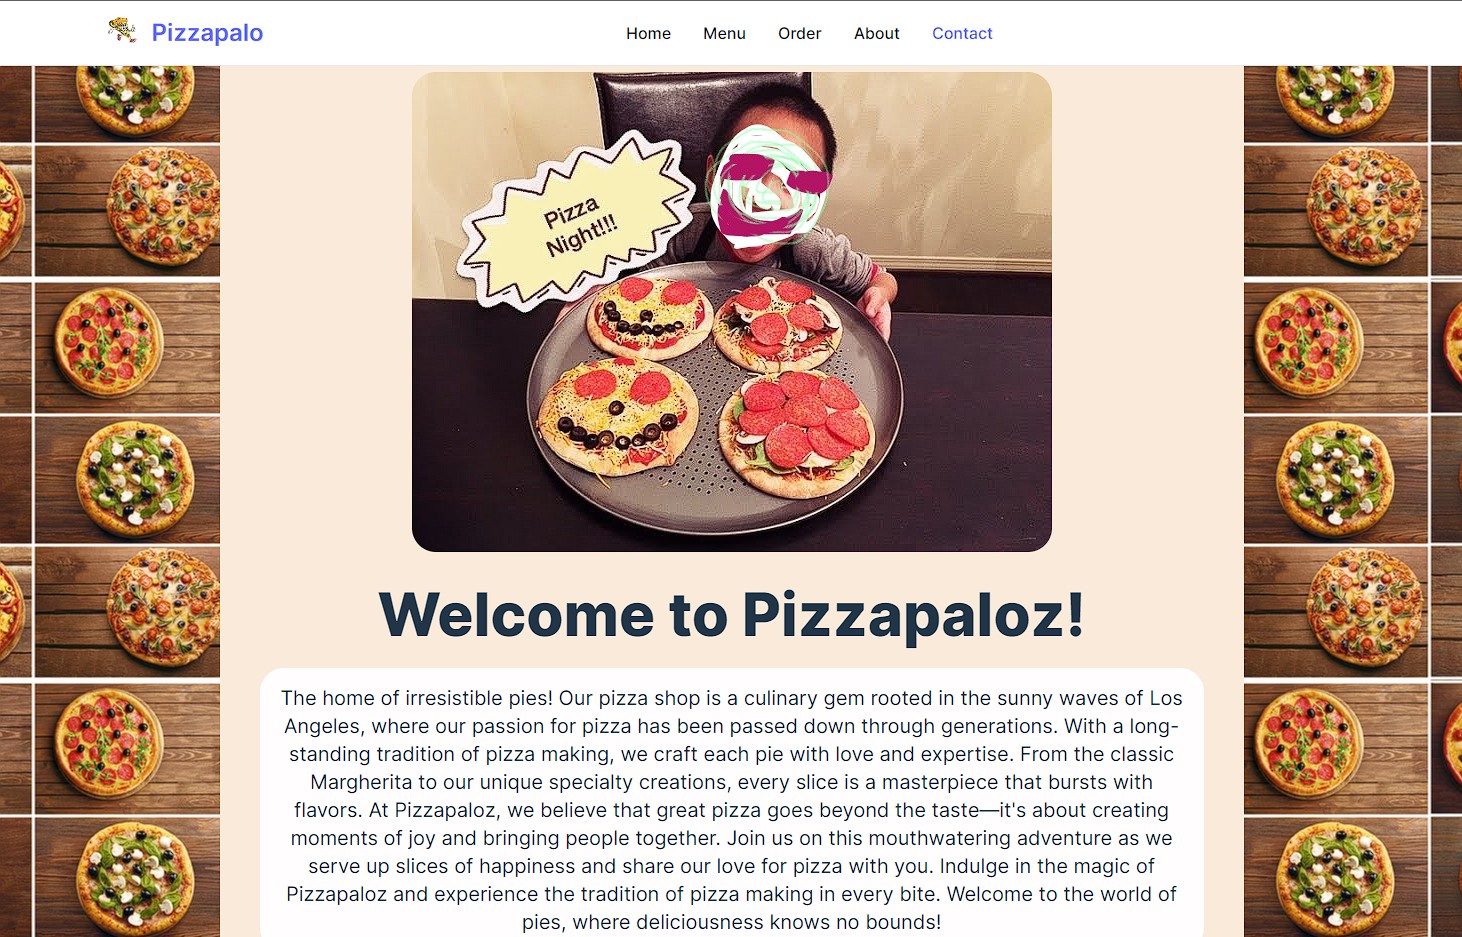 Pizzapalo
Home Menu Order About Contact
Pizza
Night!!!
Welcome to Pizzapaloz!
The home of irresistible pies! Our pizza shop is a culinary gem rooted in the sunny waves of Los
Angeles, where our passion for pizza has been passed down through generations. With a long-
standing tradition of pizza making, we craft each pie with love and expertise. From the classic
Margherita to our unique specialty creations, every slice is a masterpiece that bursts with
flavors. At Pizzapaloz, we believe that great pizza goes beyond the taste—it's about creating
moments of joy and bringing people together. Join us on this mouthwatering adventure as we
serve up slices of happiness and share our love for pizza with you. Indulge in the magic of
Pizzapaloz and experience the tradition of pizza making in every bite. Welcome to the world of
pies, where deliciousness knows no bounds!